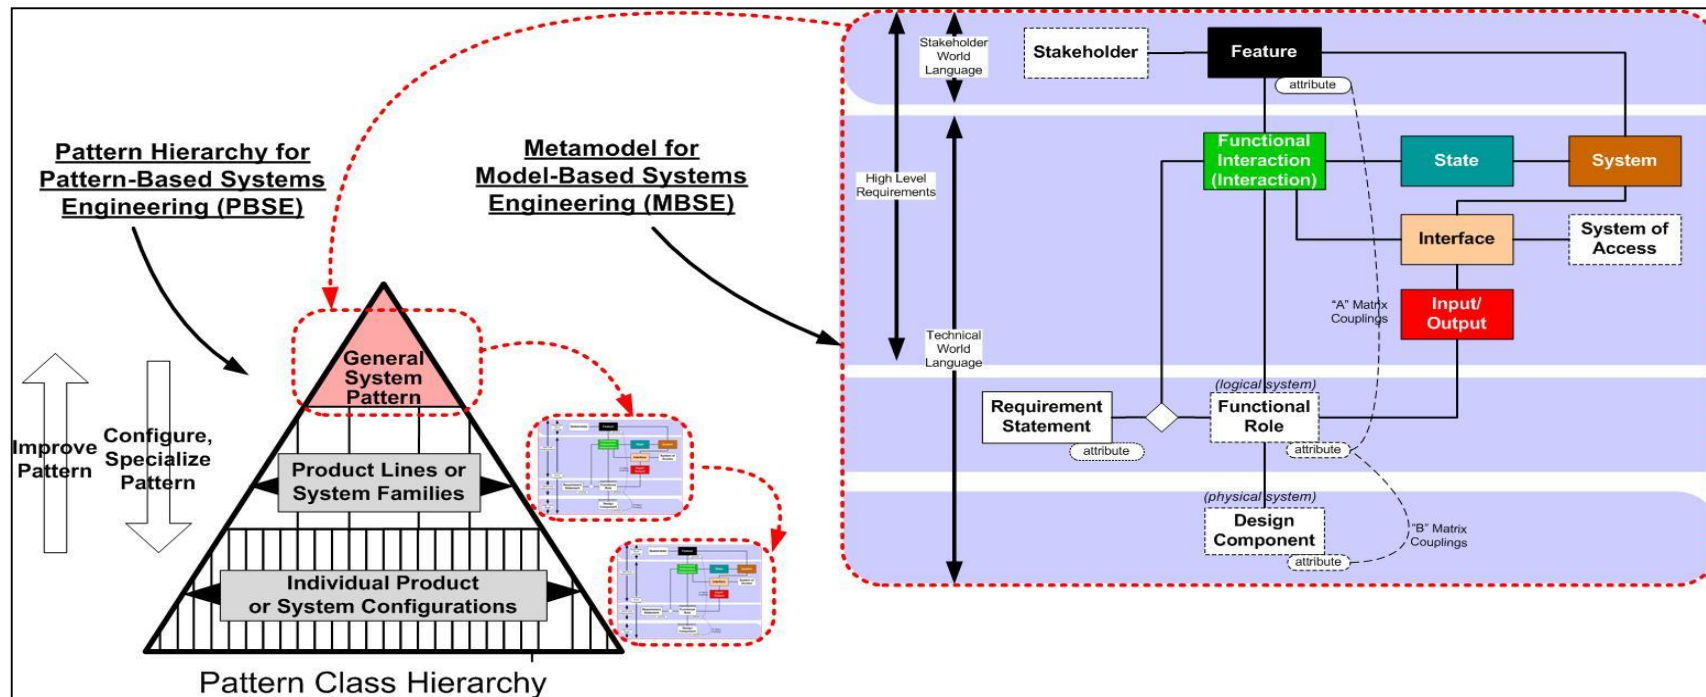 Pattern Hierarchy for
Pattern-Based Systems
Engineering (PBSE)
Metamodel for
Model-Based Systems
Engineering (MBSE)
General
System
Pattern
Improve
Pattern
Configure,
Specialize
Pattern
Product Lines or
System Families
Individual Product
or System Configurations
Pattern Class Hierarchy
Stakeholder
World
Language
High Level
Requirements
Technical
World
Language
Stakeholder
Feature
attribute
Functional
Interaction
(Interaction)
State
System
Interface
System of
Access
"A" Matrix
Couplings
Input/
Output
(logical system)
Requirement
Statement
attribute
Functional
Role
attribute
(physical system)
Design
Component
attribute
"B" Matrix
Couplings